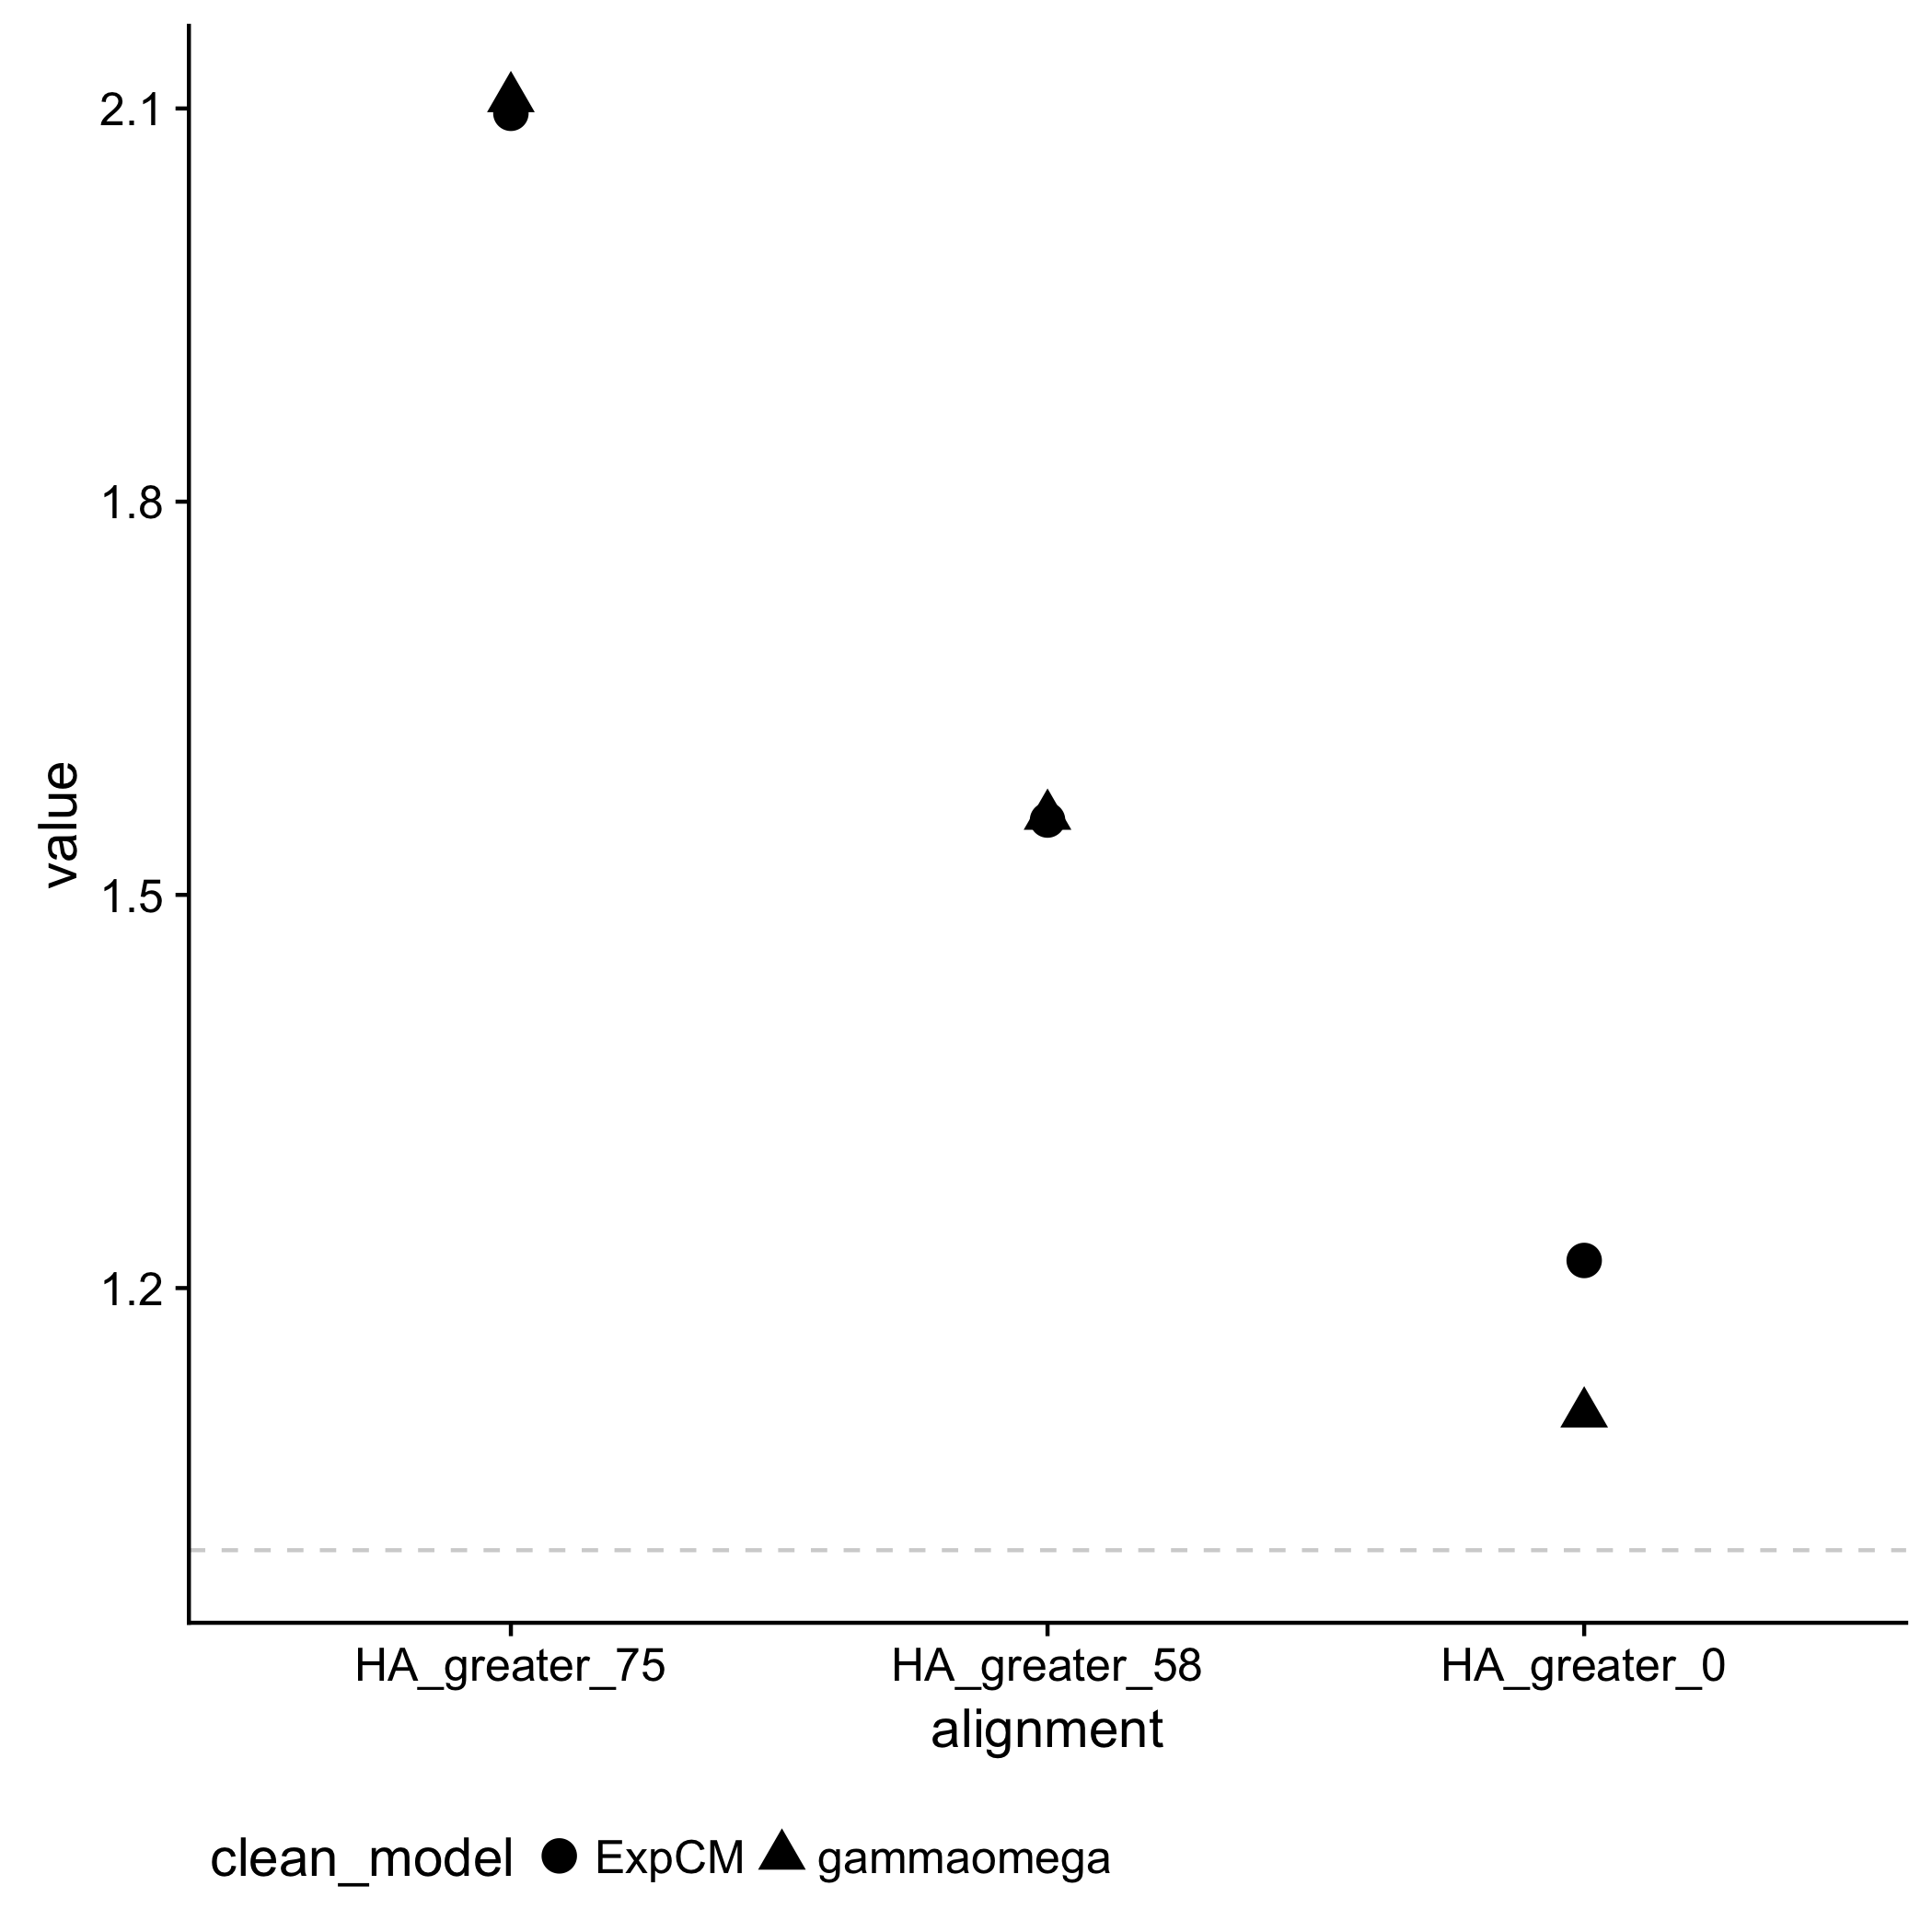 2.1
1.8
1.5
1.2
value
HA_greater_75 HA_greater_58 HA_greater_0
alignment
clean_model ExpCM gammaomega